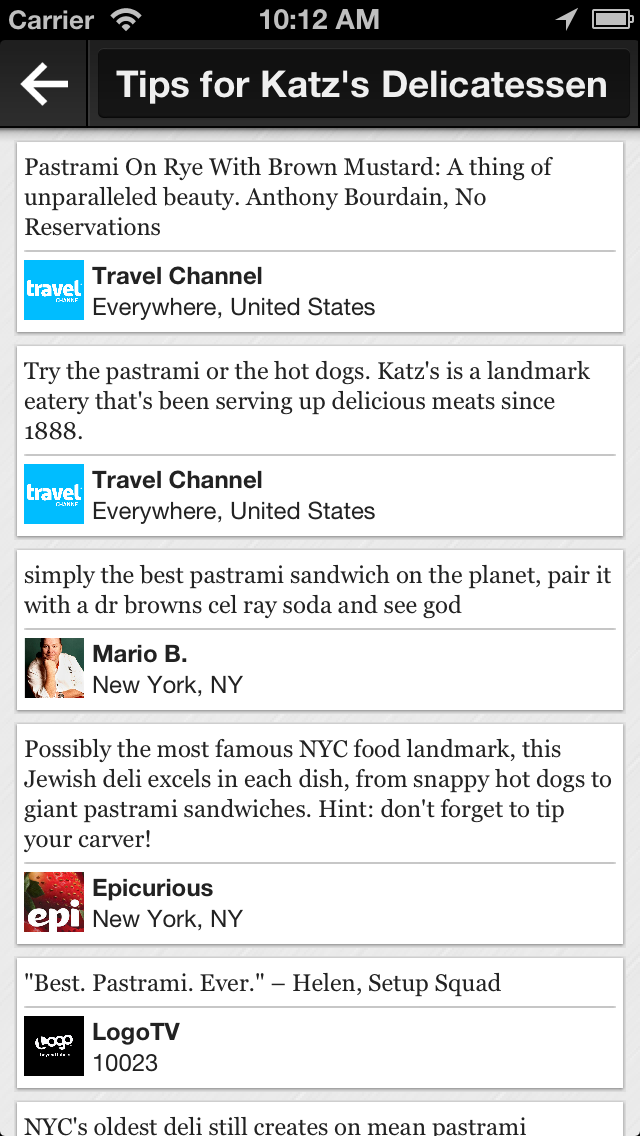 Carrier 10:12 AM
Tips for Katz's Delicatessen
Pastrami On Rye With Brown Mustard: A thing of
unparalleled beauty. Anthony Bourdain, No
Reservations
travel
CHANNEL
Travel Channel
Everywhere, United States
Try the pastrami or the hot dogs. Katz's is a landmark
eatery that's been serving up delicious meats since
1888.
travel
CHANNEL
Travel Channel
Everywhere, United States
simply the best pastrami sandwich on the planet, pair it
with a dr browns cel ray soda and see god
Mario B.
New York, NY
Possibly the most famous NYC food landmark, this
Jewish deli excels in each dish, from snappy hot dogs to
giant pastrami sandwiches. Hint: don't forget to tip
your carver!
epi
Epicurious
New York, NY
"Best. Pastrami. Ever." – Helen, Setup Squad
logo
LogoTV
10023
NYC's oldest deli still creates on mean pastrami